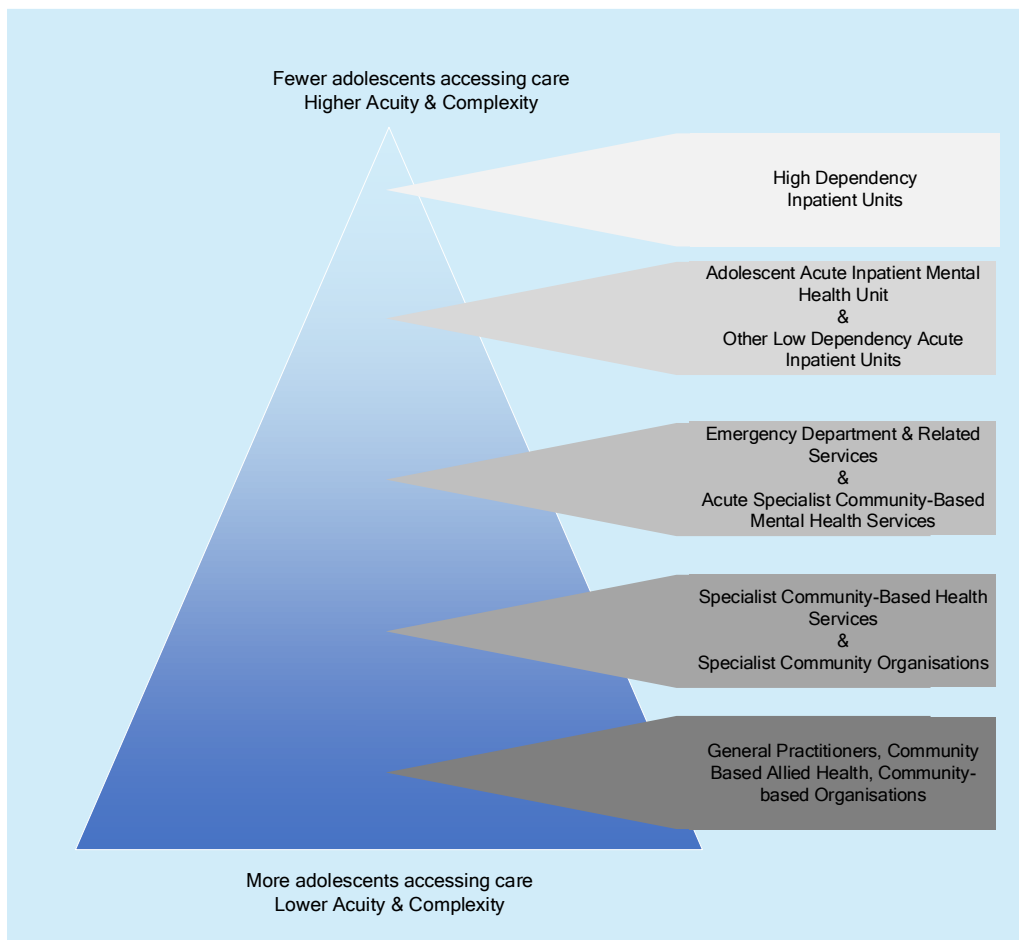 Fewer adolescents accessing care
Higher Acuity & Complexity
High Dependency
Inpatient Units
Adolescent Acute Inpatient Mental
Health Unit
&
Other Low Dependency Acute
Inpatient Units
Emergency Department & Related
Services
&
Acute Specialist Community-Based
Mental Health Services
Specialist Community-Based Health
Services
&
Specialist Community Organisations
General Practitioners, Community
Based Allied Health, Community-
based Organisations
More adolescents accessing care
Lower Acuity & Complexity